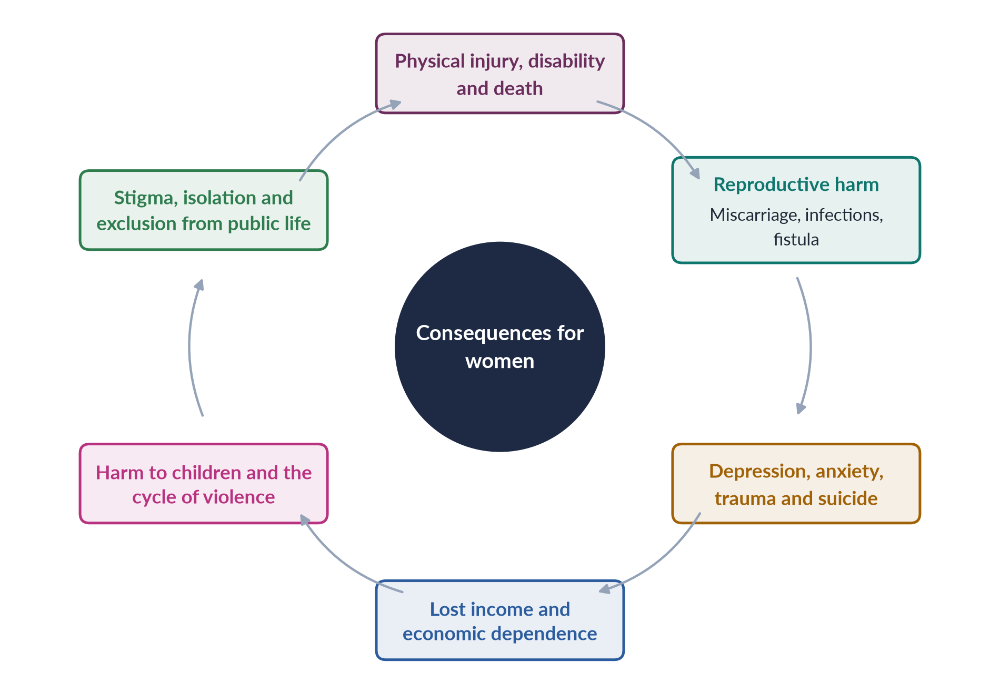 Physical injury, disability
and death
Reproductive harm
Miscarriage, infections,
fistula
Depression, anxiety,
trauma and suicide
Lost income and
economic dependence
Harm to children and the
cycle of violence
Stigma, isolation and
exclusion from public life
Consequences for
women